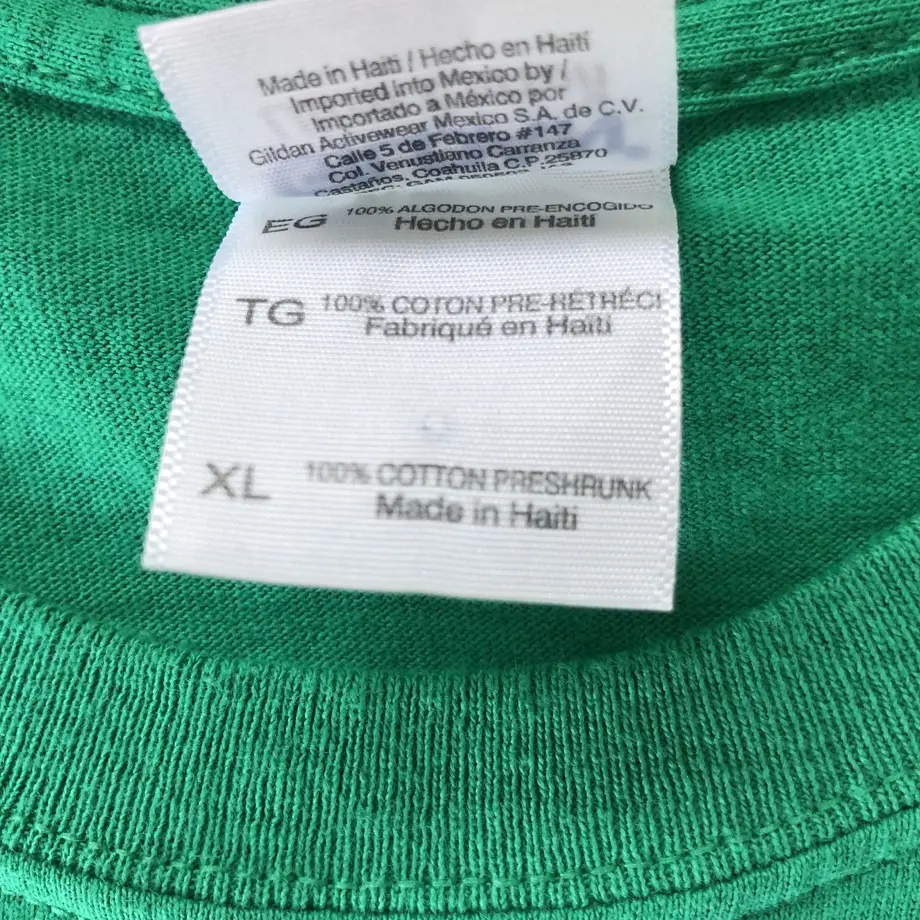 Made in Haiti / Hecho en Haití
Imported into Mexico by /
Importado a México por
Gildan Activewear Mexico S.A. de C.V.
Calle 5 de Febrero #147
Col. Venustiano Carranza
Castaños, Coahuila C.P. 25870
EG 100% ALGODON PRE-ENCOGIDO
Hecho en Haití
TG 100% COTON PRE-RÉTRÉCI
Fabriqué en Haïti
XL 100% COTTON PRESHRUNK
Made in Haiti